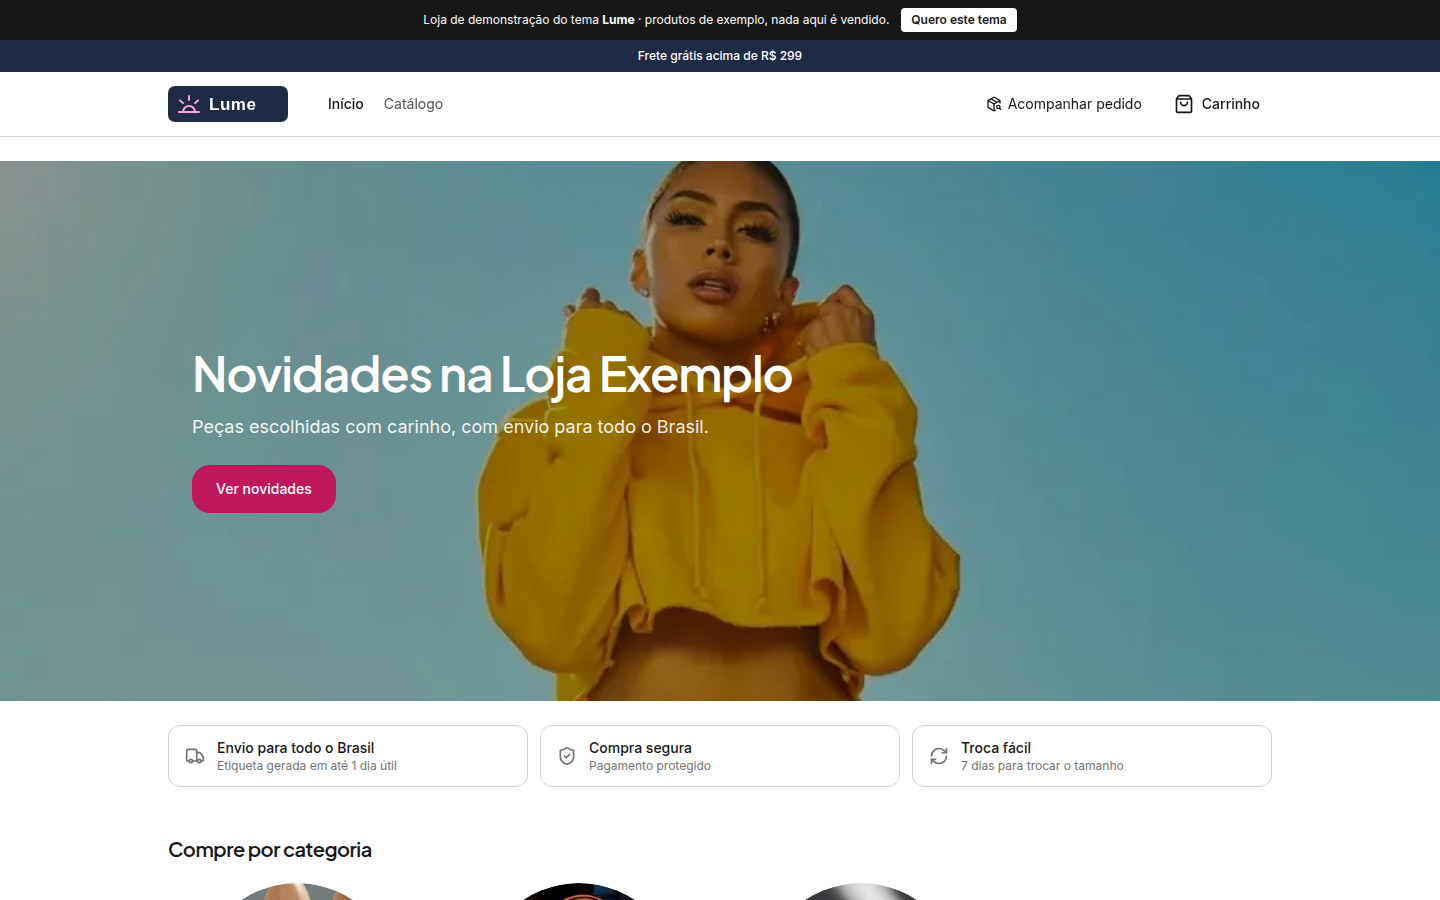 Loja de demonstração do tema Lume · produtos de exemplo, nada aqui é vendido. Quero este tema
Frete grátis acima de R$ 299
Lume Início Catálogo Acompanhar pedido Carrinho
Novidades na Loja Exemplo
Peças escolhidas com carinho, com envio para todo o Brasil.
Ver novidades
Envio para todo o Brasil
Etiqueta gerada em até 1 dia útil
Compra segura
Pagamento protegido
Troca fácil
7 dias para trocar o tamanho
Compre por categoria